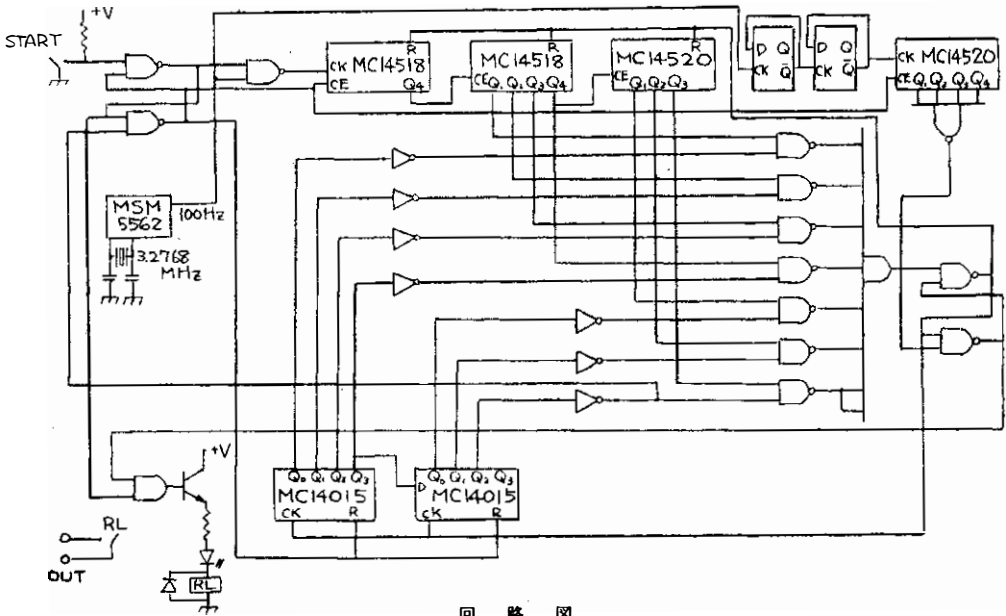 +V
START
R
CK MC14518
CE Q4
R
MC14518
CE Q1 Q2 Q3 Q4
R
MC14520
CE Q1 Q2 Q3
D Q
CK Q̄
D Q
CK Q̄
CK MC14520
CE Q1 Q2 Q3 Q4
MSM
5562
100Hz
3.2768
MHz
+V
Q0 Q1 Q2 Q3
MC14015
CK R
Q0 Q1 Q2 Q3
D
MC14015
CK R
RL
OUT
RL
回路図